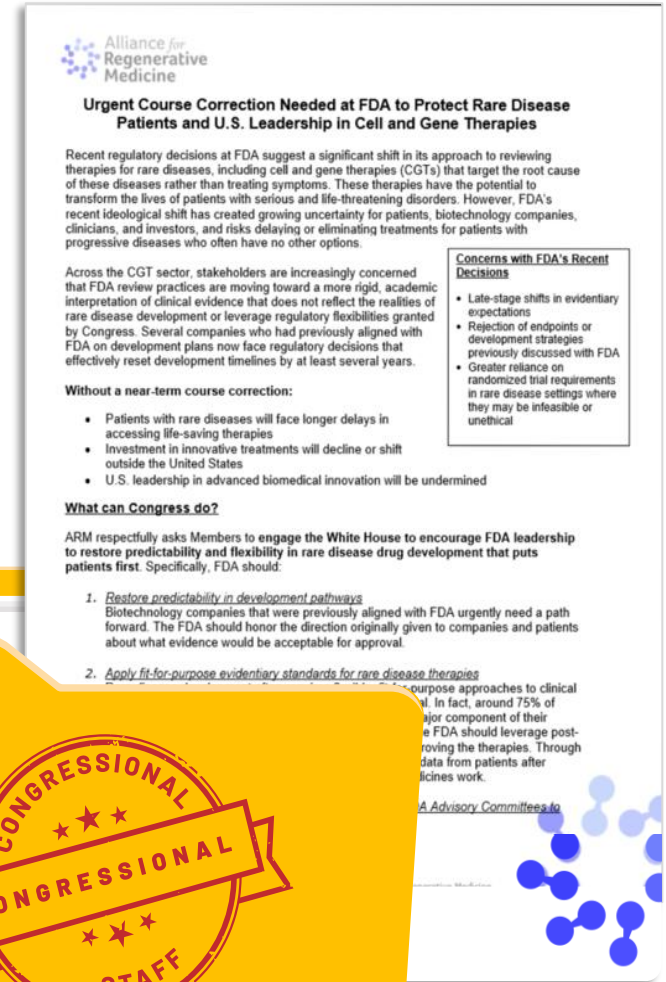 Alliance for
Regenerative
Medicine
Urgent Course Correction Needed at FDA to Protect Rare Disease
Patients and U.S. Leadership in Cell and Gene Therapies
Recent regulatory decisions at FDA suggest a significant shift in its approach to reviewing
therapies for rare diseases, including cell and gene therapies (CGTs) that target the root cause
of these diseases rather than treating symptoms. These therapies have the potential to
transform the lives of patients with serious and life-threatening disorders. However, FDA's
recent ideological shift has created growing uncertainty for patients, biotechnology companies,
clinicians, and investors, and risks delaying or eliminating treatments for patients with
progressive diseases who often have no other options.
Across the CGT sector, stakeholders are increasingly concerned
that FDA review practices are moving toward a more rigid, academic
interpretation of clinical evidence that does not reflect the realities of
rare disease development or leverage regulatory flexibilities granted
by Congress. Several companies who had previously aligned with
FDA on development plans now face regulatory decisions that
effectively reset development timelines by at least several years.
Concerns with FDA's Recent
Decisions
• Late-stage shifts in evidentiary
expectations
• Rejection of endpoints or
development strategies
previously discussed with FDA
• Greater reliance on
randomized trial requirements
in rare disease settings where
they may be infeasible or
unethical
Without a near-term course correction:
• Patients with rare diseases will face longer delays in
accessing life-saving therapies
• Investment in innovative treatments will decline or shift
outside the United States
• U.S. leadership in advanced biomedical innovation will be undermined
What can Congress do?
ARM respectfully asks Members to engage the White House to encourage FDA leadership
to restore predictability and flexibility in rare disease drug development that puts
patients first. Specifically, FDA should:
1. Restore predictability in development pathways
Biotechnology companies that were previously aligned with FDA urgently need a path
forward. The FDA should honor the direction originally given to companies and patients
about what evidence would be acceptable for approval.
2. Apply fit-for-purpose evidentiary standards for rare disease therapies
purpose approaches to clinical
In fact, around 75% of
major component of their
FDA should leverage post-
the therapies. Through
data from patients after
work.
Advisory Committees to
CONGRESSIONAL
CONGRESSIONAL
STAFF